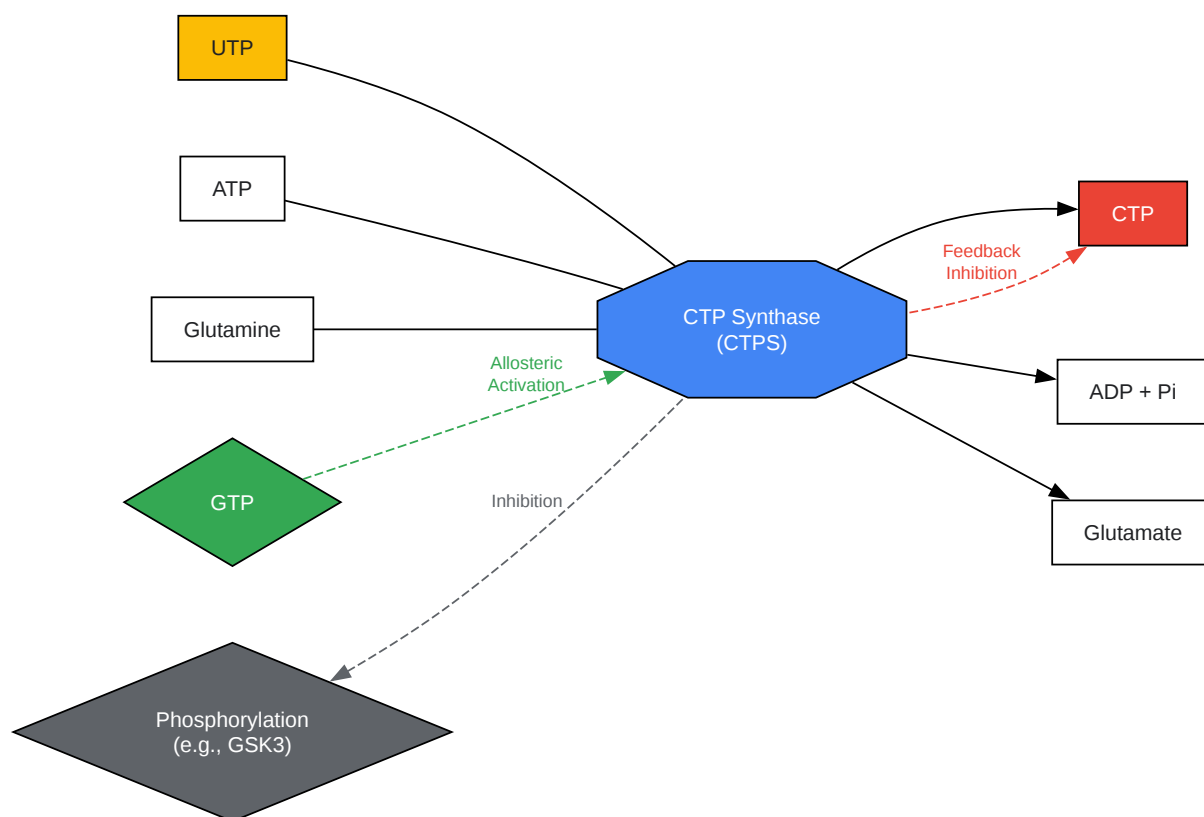 UTP
ATP
Glutamine
GTP
Phosphorylation
(e.g., GSK3)
Allosteric
Activation
Inhibition
CTP Synthase
(CTPS)
Feedback
Inhibition
CTP
ADP + Pi
Glutamate